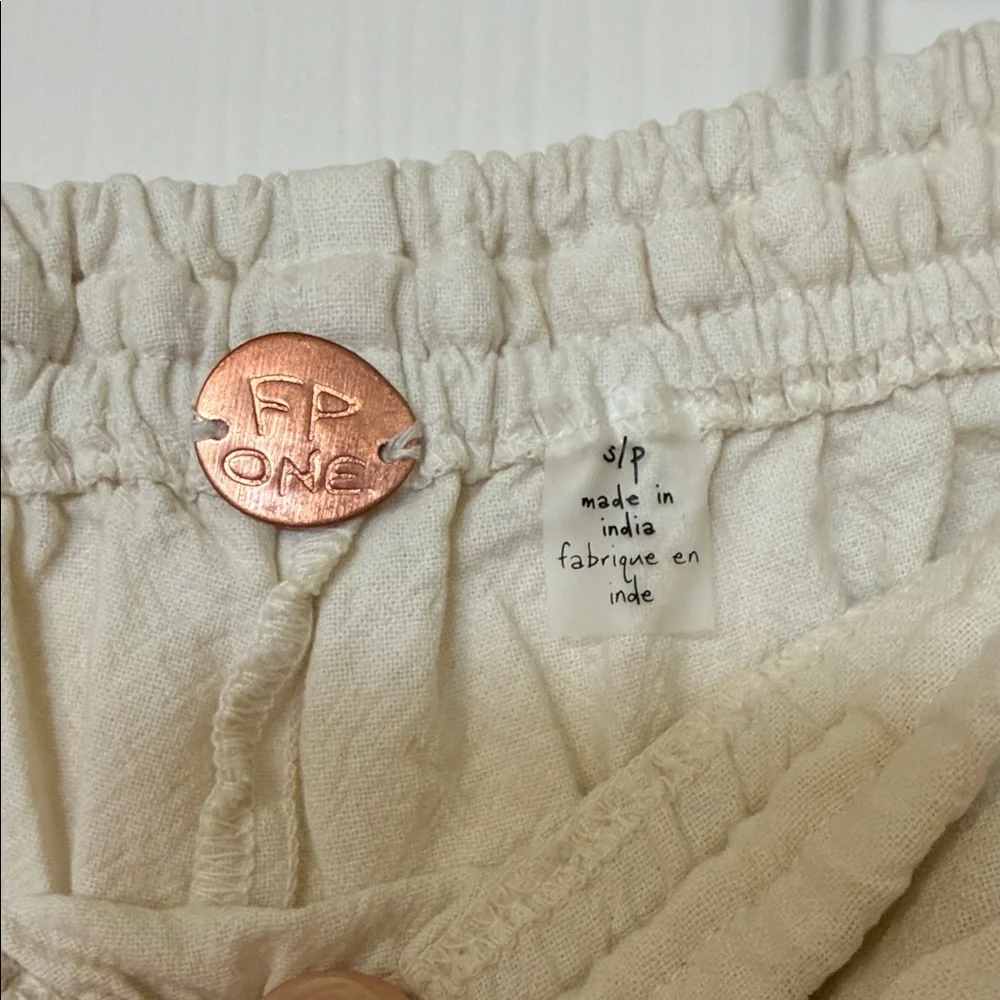 FP
ONE
s/p
made in
india
fabrique en
inde